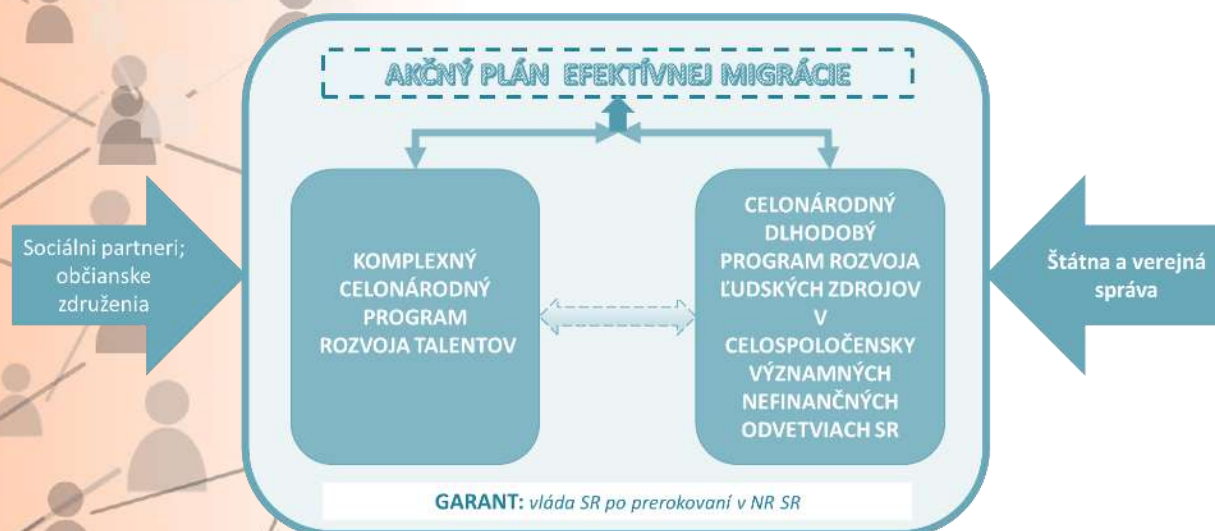 AKČNÝ PLÁN EFEKTÍVNEJ MIGRÁCIE
Sociálni partneri;
občianske
združenia
KOMPLEXNÝ
CELONÁRODNÝ
PROGRAM
ROZVOJA TALENTOV
CELONÁRODNÝ
DLHODOBÝ
PROGRAM ROZVOJA
ĽUDSKÝCH ZDROJOV
V
CELOSPOLOČENSKY
VÝZNAMNÝCH
NEFINANČNÝCH
ODVETVIACH SR
Štátna a verejná
správa
GARANT: vláda SR po prerokovaní v NR SR